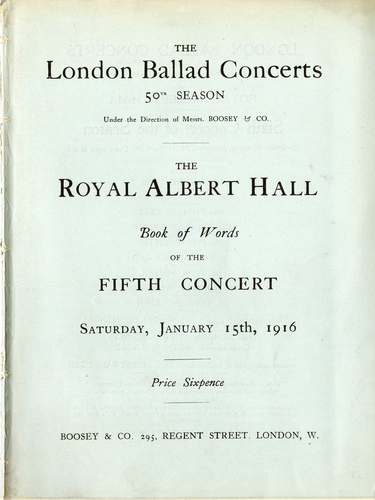 THE
London Ballad Concerts
50TH SEASON
Under the Direction of Messrs. BOOSEY & CO.
THE
ROYAL ALBERT HALL
Book of Words
OF THE
FIFTH CONCERT
SATURDAY, JANUARY 15th, 1916
Price Sixpence
BOOSEY & CO. 295, REGENT STREET. LONDON, W.